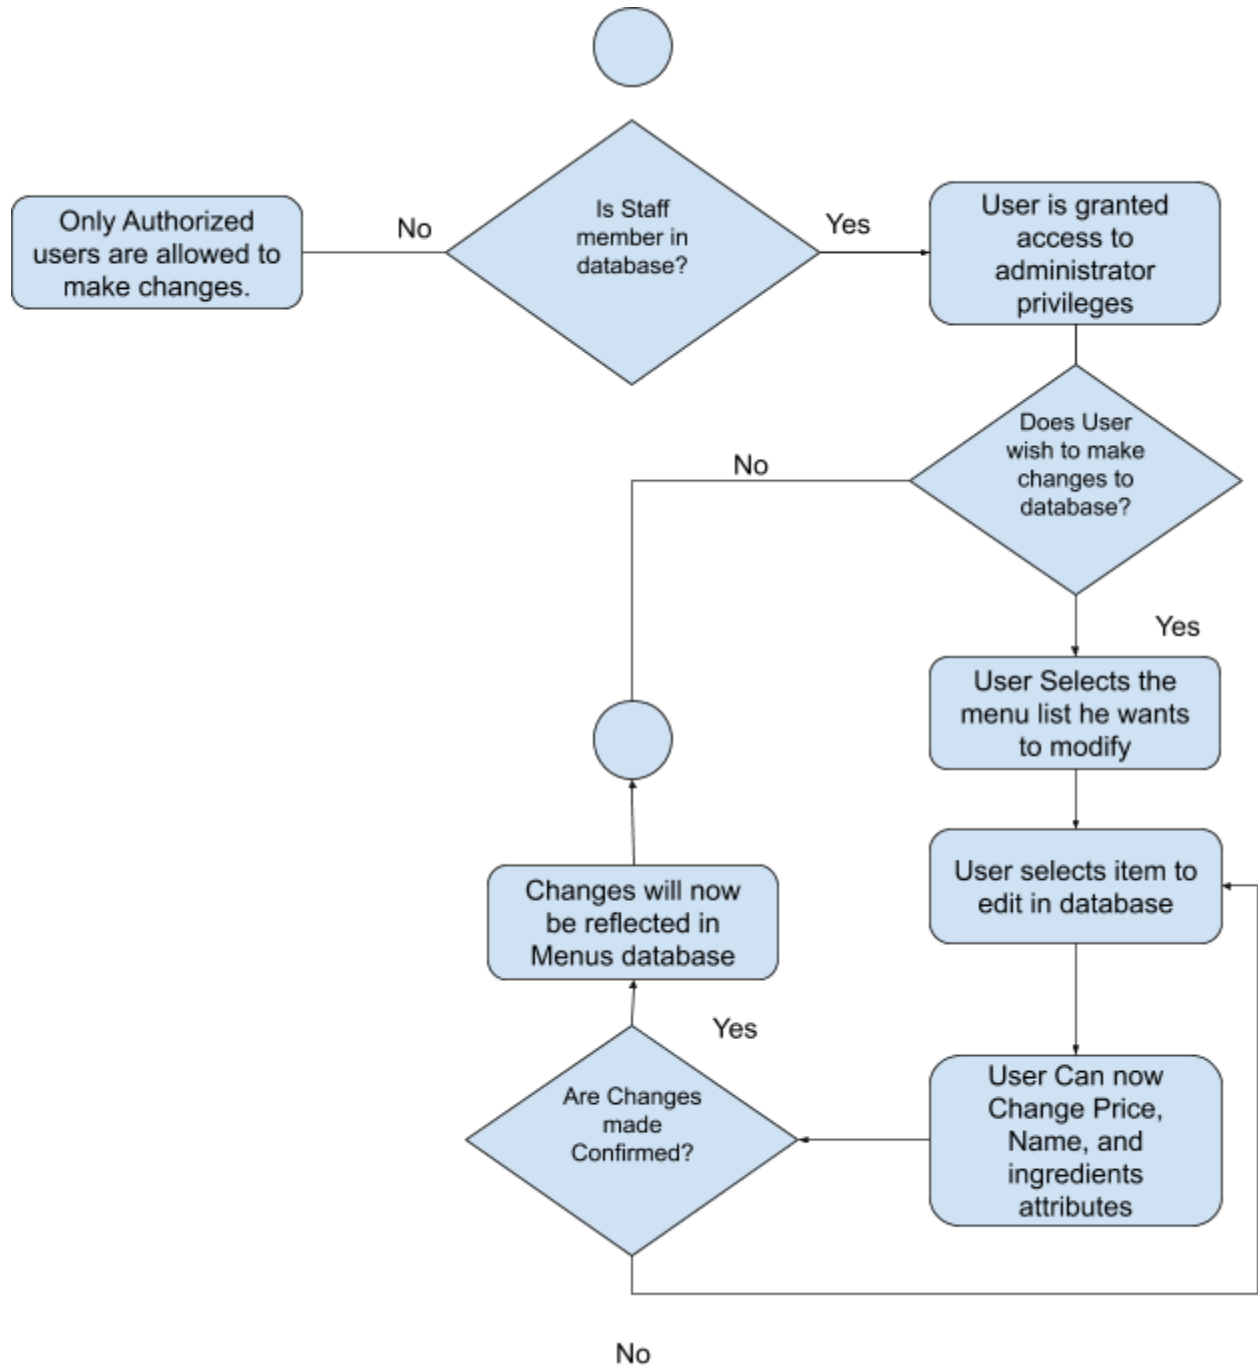 Is Staff
member in
database?
No
Only Authorized
users are allowed to
make changes.
Yes
User is granted
access to
administrator
privileges
Does User
wish to make
changes to
database?
No
Yes
User Selects the
menu list he wants
to modify
User selects item to
edit in database
User Can now
Change Price,
Name, and
ingredients
attributes
Are Changes
made
Confirmed?
Yes
Changes will now
be reflected in
Menus database
No